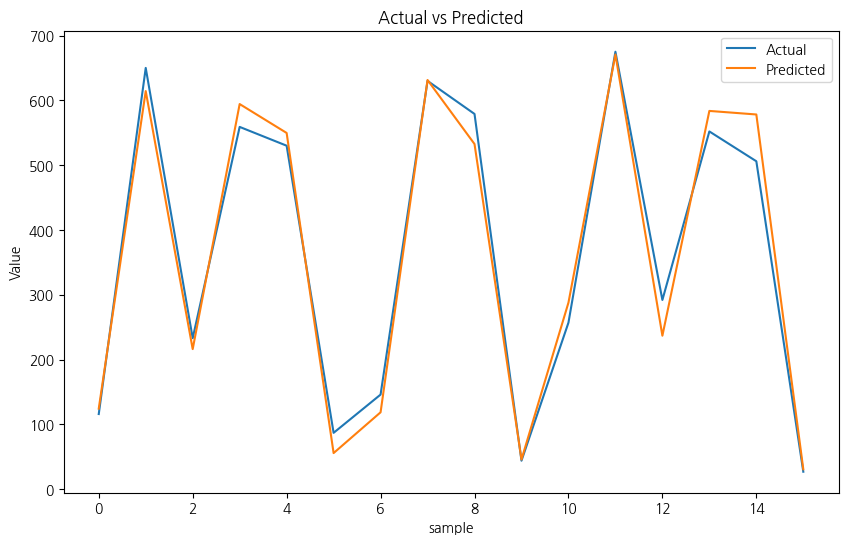 Actual vs Predicted
Actual
Predicted
700
600
500
400
300
200
100
0
Value
0 2 4 6 8 10 12 14
sample